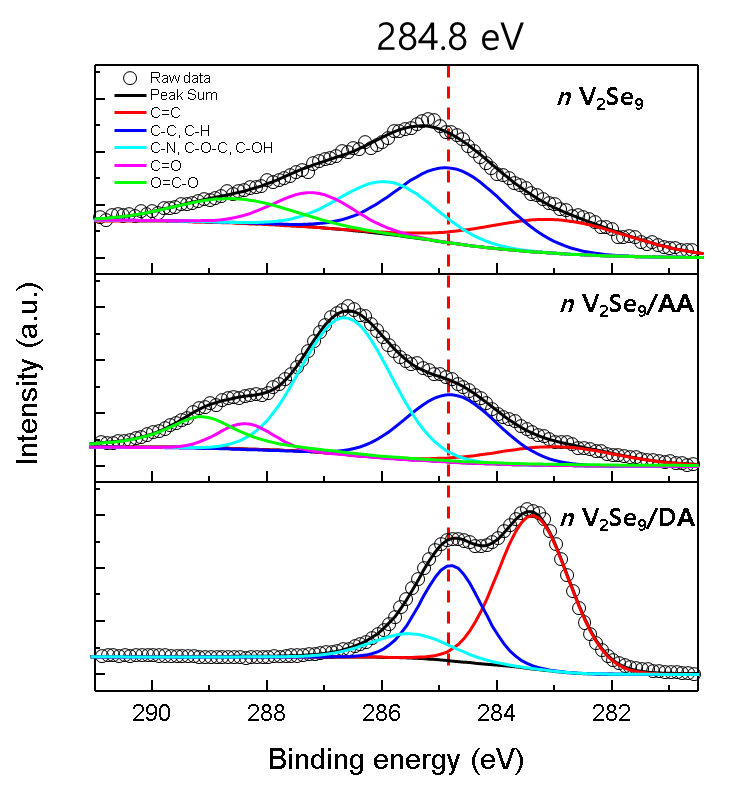 284.8 eV
Raw data
Peak Sum
C=C
C-C, C-H
C-N, C-O-C, C-OH
C=O
O=C-O
n V₂Se₉
n V₂Se₉/AA
n V₂Se₉/DA
Intensity (a.u.)
290 288 286 284 282
Binding energy (eV)